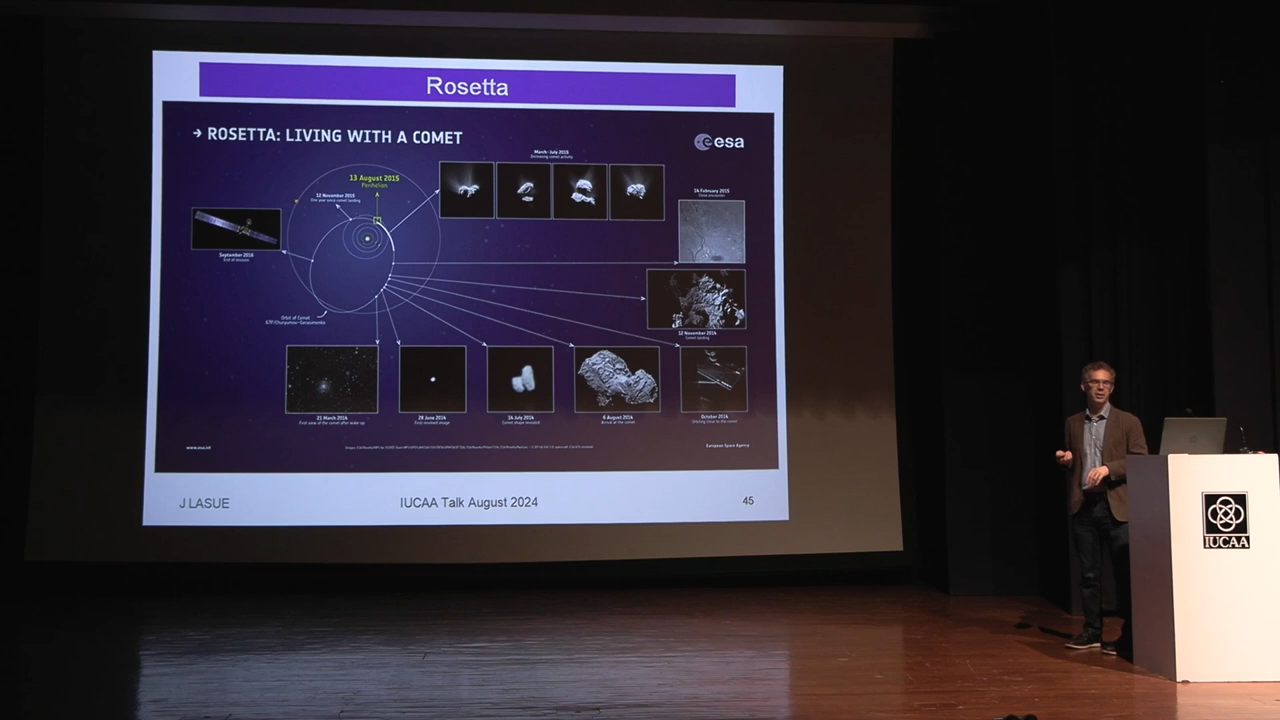 Rosetta
→ ROSETTA: LIVING WITH A COMET
esa
March–July 2015
Increasing comet activity
13 August 2015
Perihelion
12 November 2015
One year since comet landing
14 February 2015
Close encounter
September 2016
End of mission
Orbit of Comet
67P/Churyumov–Gerasimenko
12 November 2014
Comet landing
21 March 2014
First view of the comet after wake up
28 June 2014
First resolved image
14 July 2014
Comet shape revealed
6 August 2014
Arrival at the comet
October 2014
Orbiting close to the comet
www.esa.int
European Space Agency
J LASUE
IUCAA Talk August 2024
45
IUCAA